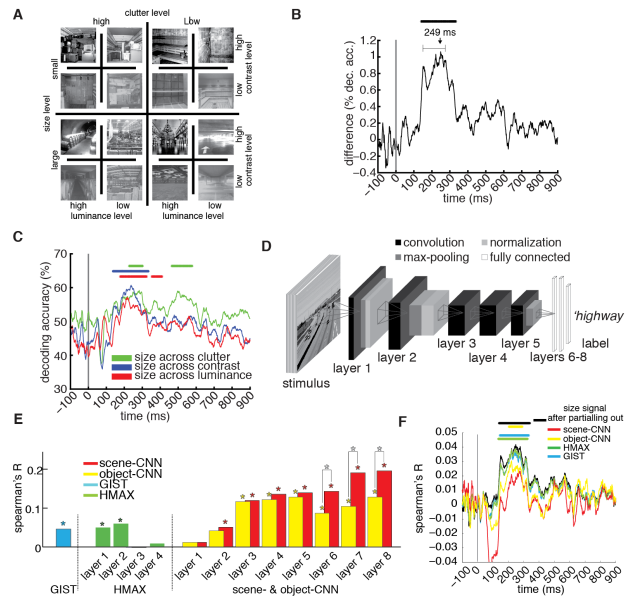 A
clutter level
high
Lbw
size level
small
large
high
low
contrast level
high
low
contrast level
high
low
high
low
luminance level
luminance level
B
249 ms
difference (% dec. acc.)
1.2
1
0.8
0.6
0.4
0.2
0
−0.2
−0.4
-100
0
100
200
300
400
500
600
700
800
900
time (ms)
C
decoding accuracy (%)
70
60
50
40
30
size across clutter
size across contrast
size across luminance
-100
0
100
200
300
400
500
600
700
800
900
time (ms)
D
convolution
normalization
max-pooling
fully connected
'highway
label
stimulus
layer 1
layer 2
layer 3
layer 4
layer 5
layers 6-8
E
spearman's R
0.2
0.1
0
scene-CNN
object-CNN
GIST
HMAX
* * * * * * * * * * * * * * * * * *
layer 1
layer 2
layer 3
layer 4
layer 1
layer 2
layer 3
layer 4
layer 5
layer 6
layer 7
layer 8
GIST
HMAX
scene- & object-CNN
F
size signal
after partialling out
scene-CNN
object-CNN
HMAX
GIST
spearman's R
0.05
0.04
0.03
0.02
0.01
0
-0.01
-0.02
-0.03
-0.04
-100
0
100
200
300
400
500
600
700
800
900
time (ms)